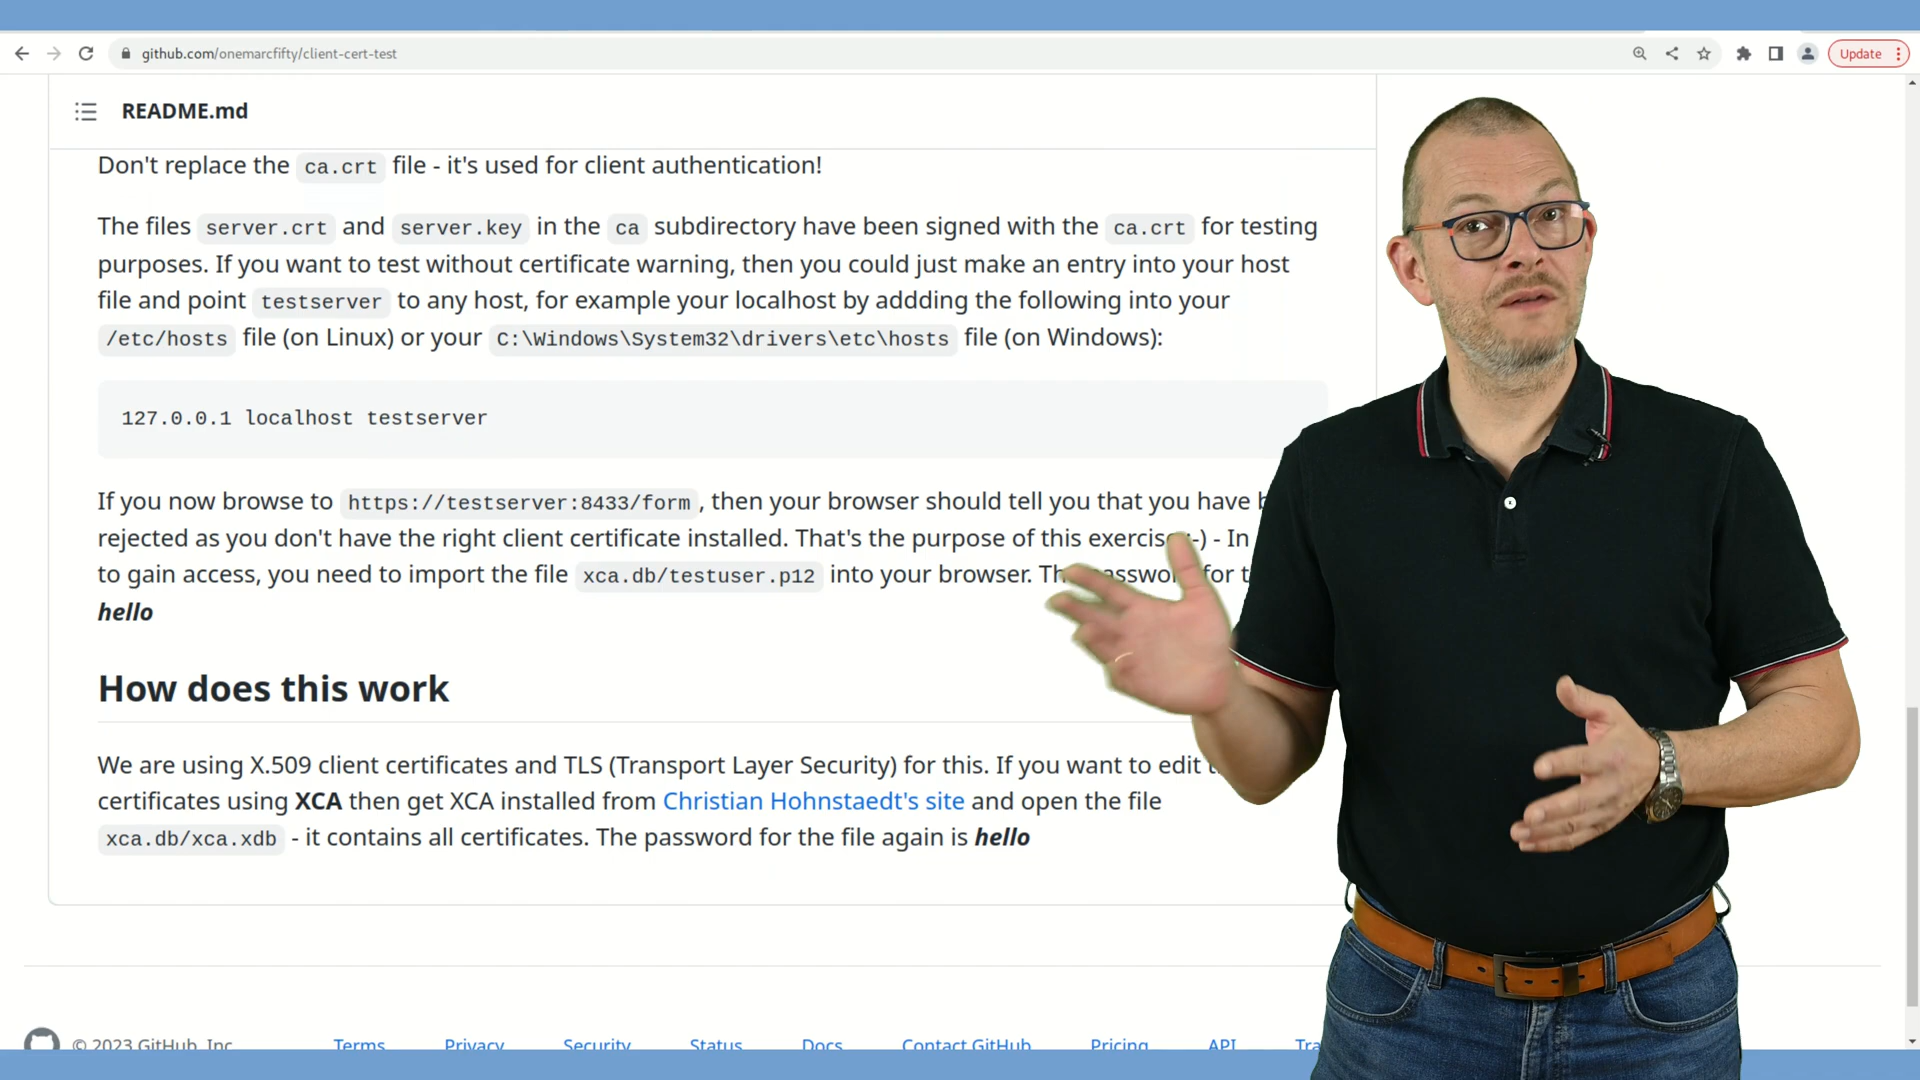 github.com/onemarcfifty/client-cert-test
Update
README.md
Don't replace the ca.crt file - it's used for client authentication!
The files server.crt and server.key in the ca subdirectory have been signed with the ca.crt for testing
purposes. If you want to test without certificate warning, then you could just make an entry into your host
file and point testserver to any host, for example your localhost by addding the following into your
/etc/hosts file (on Linux) or your C:\Windows\System32\drivers\etc\hosts file (on Windows):
127.0.0.1 localhost testserver
If you now browse to https://testserver:8433/form, then your browser should tell you that you have
rejected as you don't have the right client certificate installed. That's the purpose of this exercise ;-) - In
to gain access, you need to import the file xca.db/testuser.p12 into your browser. for
hello
How does this work
We are using X.509 client certificates and TLS (Transport Layer Security) for this. If you want to edit
certificates using XCA then get XCA installed from Christian Hohnstaedt's site and open the file
xca.db/xca.xdb - it contains all certificates. The password for the file again is hello
© 2023 GitHub, Inc.
Terms
Privacy
Security
Status
Docs
Contact GitHub
Pricing
API